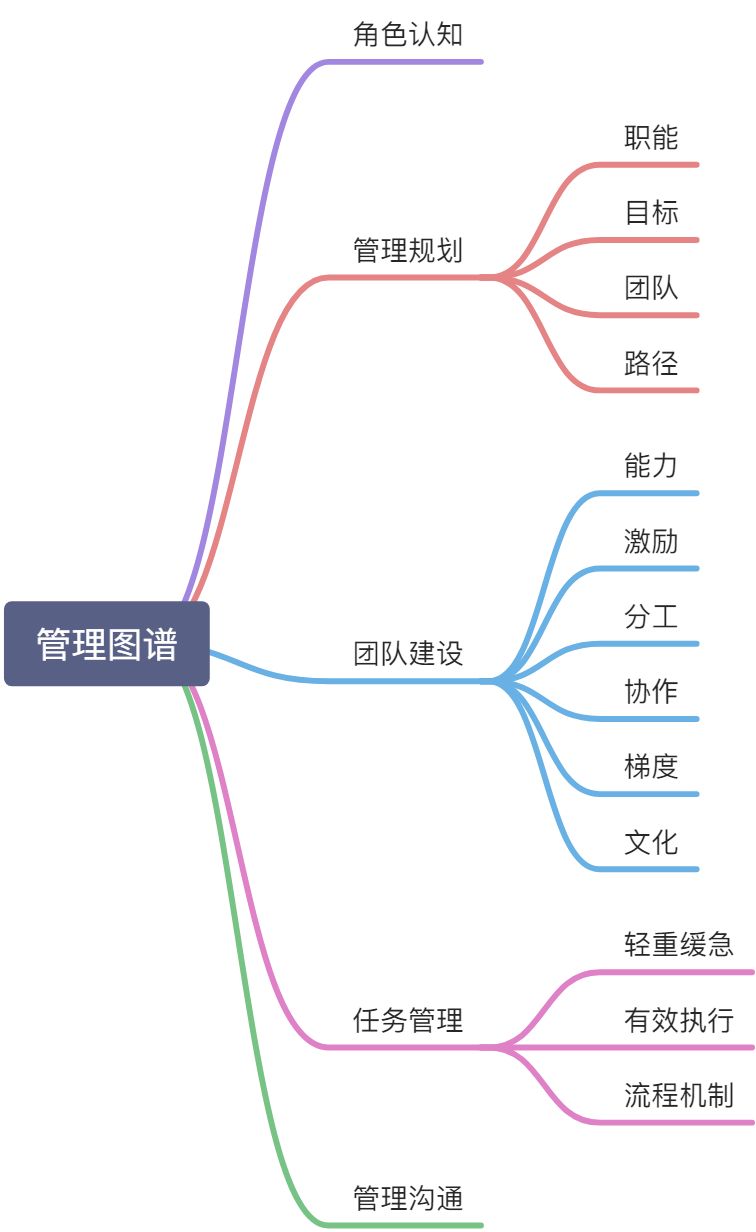 角色认知
管理规划
职能
目标
团队
路径
管理图谱
团队建设
能力
激励
分工
协作
梯度
文化
任务管理
轻重缓急
有效执行
流程机制
管理沟通